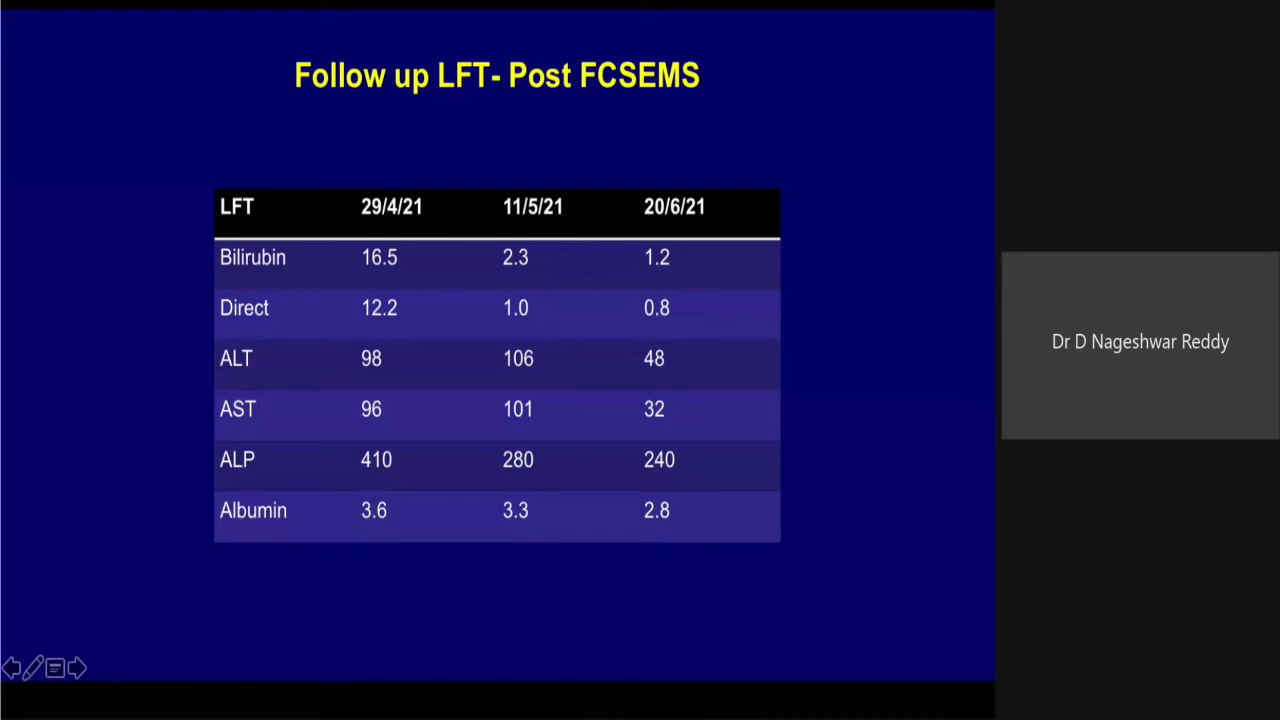 Follow up LFT- Post FCSEMS
LFT 29/4/21 11/5/21 20/6/21
Bilirubin 16.5 2.3 1.2
Direct 12.2 1.0 0.8
ALT 98 106 48
AST 96 101 32
ALP 410 280 240
Albumin 3.6 3.3 2.8
Dr D Nageshwar Reddy